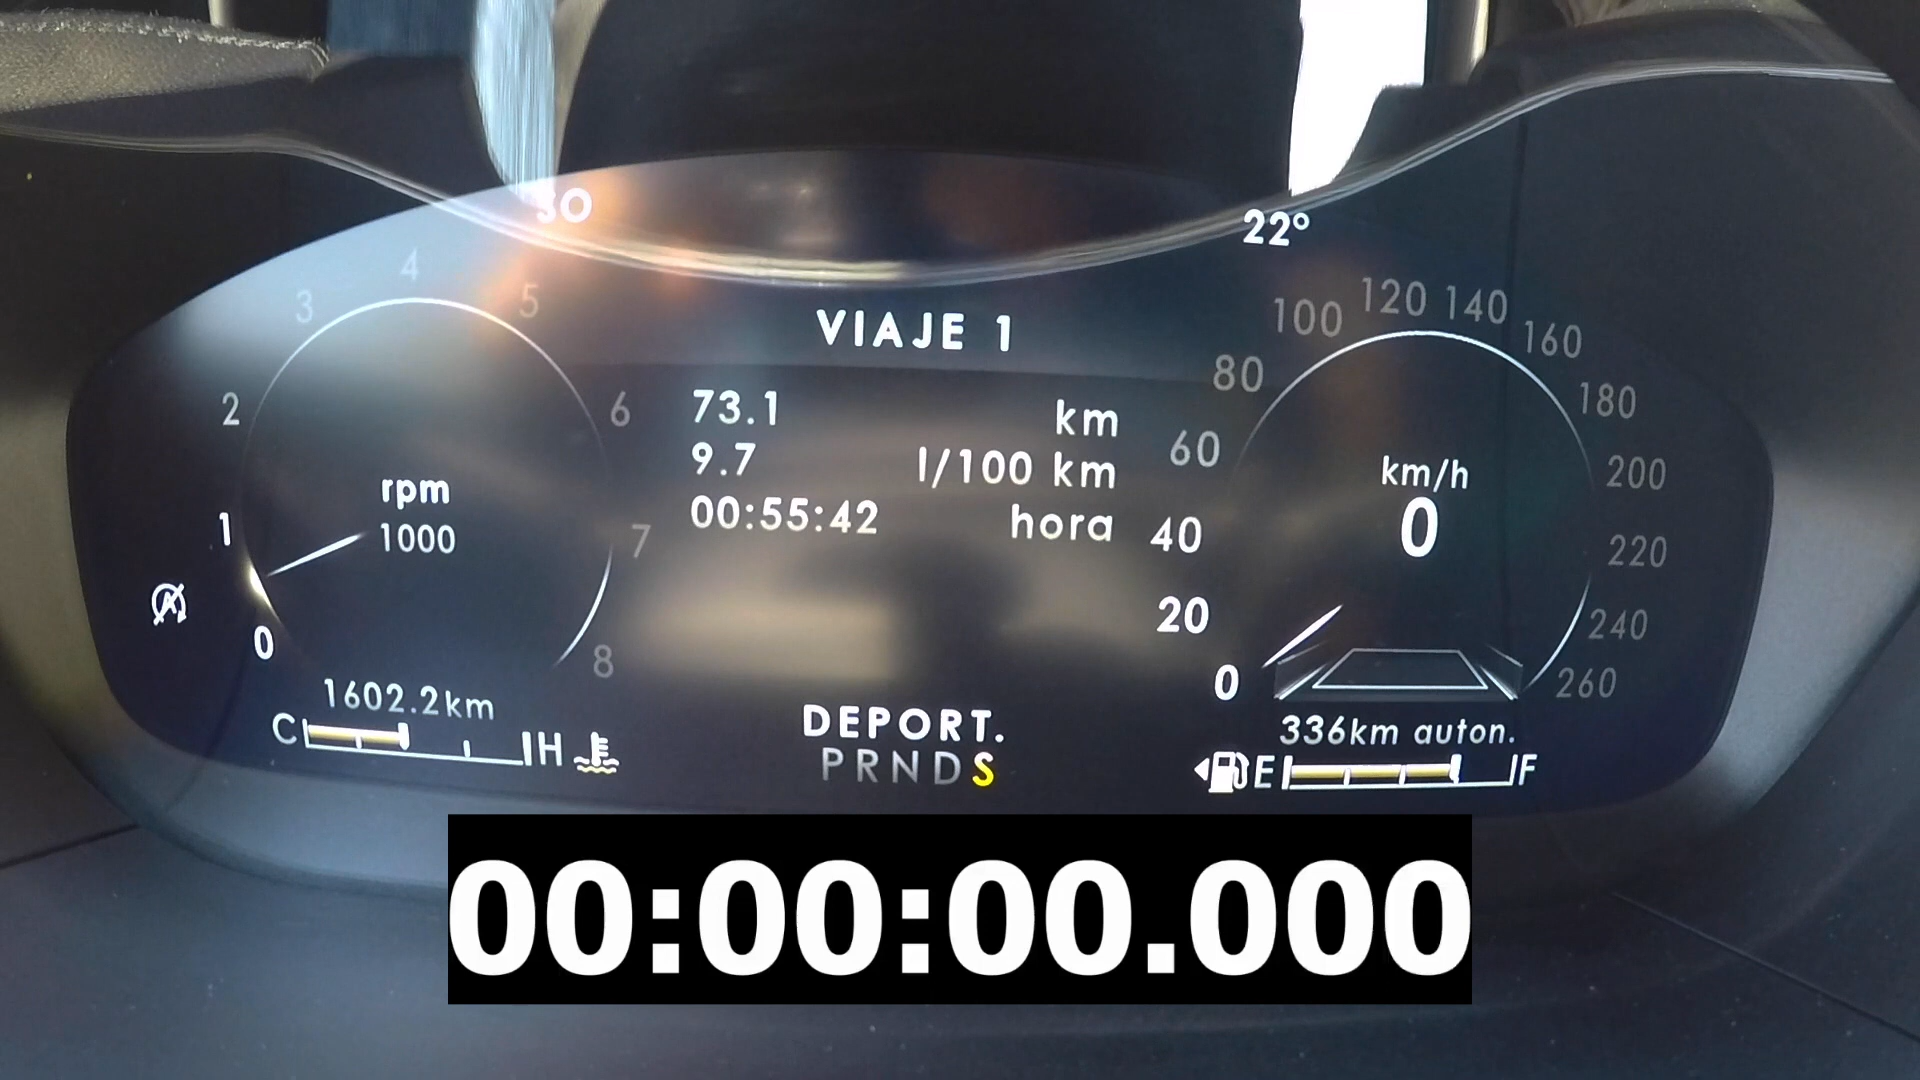 SO
22°
VIAJE 1
73.1 km
9.7 l/100 km
00:55:42 hora
0 1 2 3 4 5 6 7 8
rpm
1000
0 20 40 60 80 100 120 140 160 180 200 220 240 260
km/h
0
1602.2km
C H
DEPORT.
PRNDS
336km auton.
E F
00:00:00.000